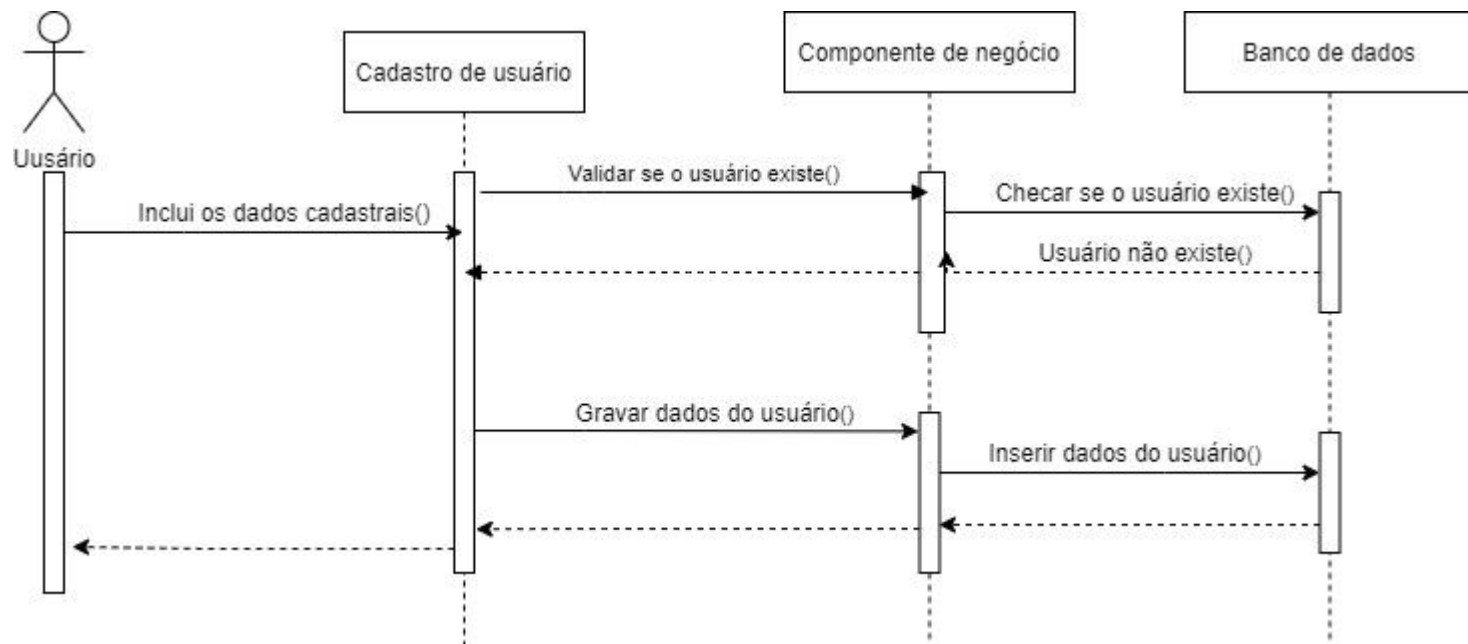 Componente de negócio
Banco de dados
Cadastro de usuário
Uusário
Validar se o usuário existe()
Checar se o usuário existe()
Inclui os dados cadastrais()
Usuário não existe()
Gravar dados do usuário()
Inserir dados do usuário()